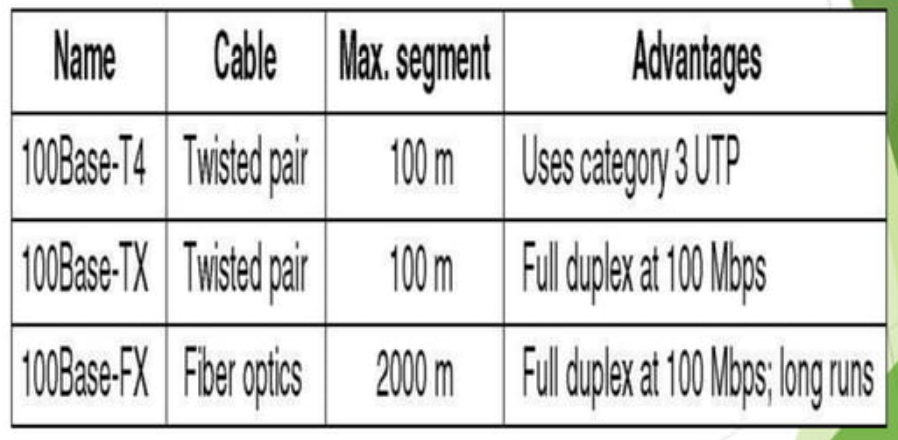 Name Cable Max. segment Advantages
100Base-T4 Twisted pair 100 m Uses category 3 UTP
100Base-TX Twisted pair 100 m Full duplex at 100 Mbps
100Base-FX Fiber optics 2000 m Full duplex at 100 Mbps; long runs